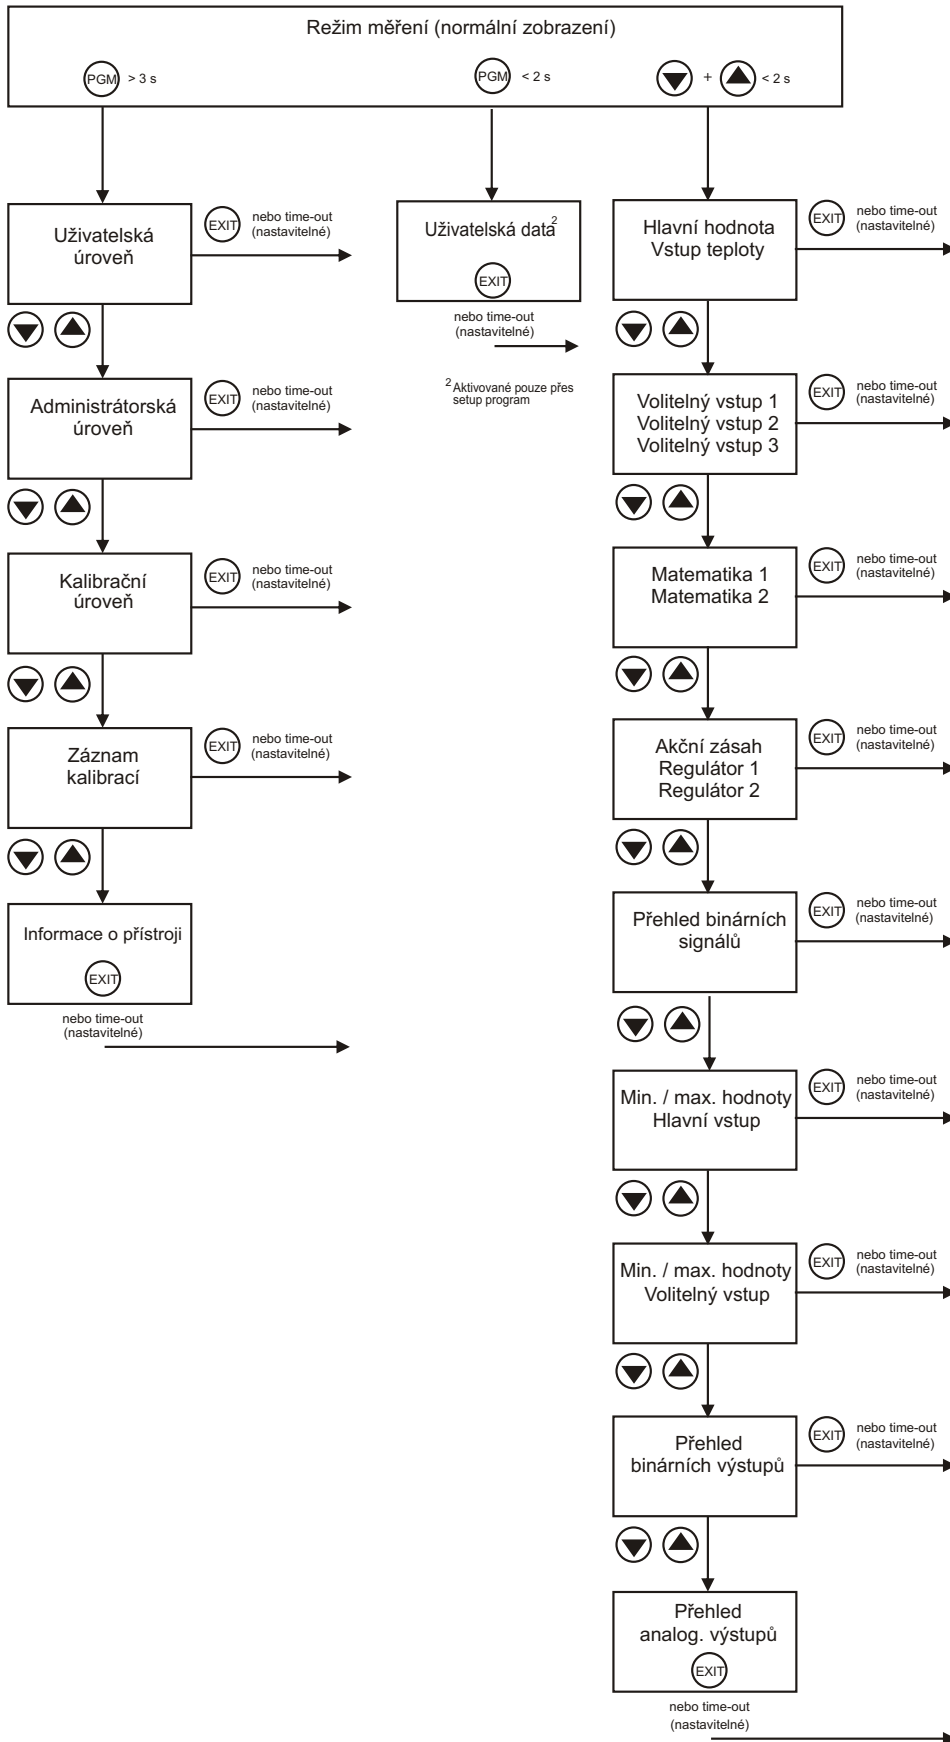 Režim měření (normální zobrazení)
PGM > 3 s
PGM < 2 s
+ < 2 s
Uživatelská
úroveň
EXIT
nebo time-out
(nastavitelné)
Administrátorská
úroveň
EXIT
nebo time-out
(nastavitelné)
Kalibrační
úroveň
EXIT
nebo time-out
(nastavitelné)
Záznam
kalibrací
EXIT
nebo time-out
(nastavitelné)
Informace o přístroji
EXIT
nebo time-out
(nastavitelné)
Uživatelská data²
EXIT
nebo time-out
(nastavitelné)
² Aktivované pouze přes
setup program
Hlavní hodnota
Vstup teploty
EXIT
nebo time-out
(nastavitelné)
Volitelný vstup 1
Volitelný vstup 2
Volitelný vstup 3
EXIT
nebo time-out
(nastavitelné)
Matematika 1
Matematika 2
EXIT
nebo time-out
(nastavitelné)
Akční zásah
Regulátor 1
Regulátor 2
EXIT
nebo time-out
(nastavitelné)
Přehled binárních
signálů
EXIT
nebo time-out
(nastavitelné)
Min. / max. hodnoty
Hlavní vstup
EXIT
nebo time-out
(nastavitelné)
Min. / max. hodnoty
Volitelný vstup
EXIT
nebo time-out
(nastavitelné)
Přehled
binárních výstupů
EXIT
nebo time-out
(nastavitelné)
Přehled
analog. výstupů
EXIT
nebo time-out
(nastavitelné)